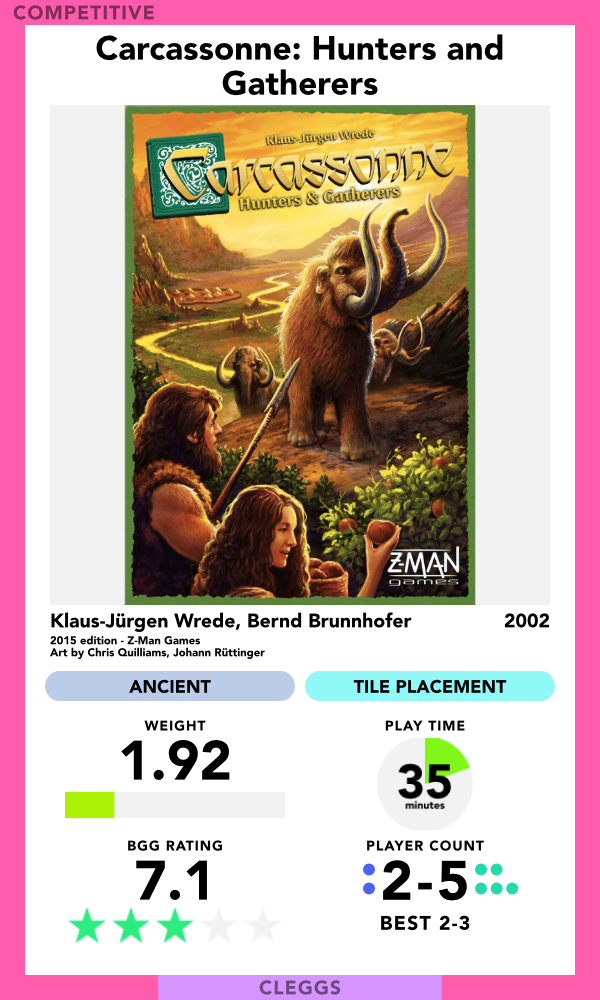 COMPETITIVE
Carcassonne: Hunters and
Gatherers
Klaus-Jürgen Wrede
Carcassonne
Hunters & Gatherers
Z-MAN
games
Klaus-Jürgen Wrede, Bernd Brunnhofer 2002
2015 edition - Z-Man Games
Art by Chris Quilliams, Johann Rüttinger
ANCIENT TILE PLACEMENT
WEIGHT
1.92
PLAY TIME
35
minutes
BGG RATING
7.1
PLAYER COUNT
2-5
BEST 2-3
CLEGGS